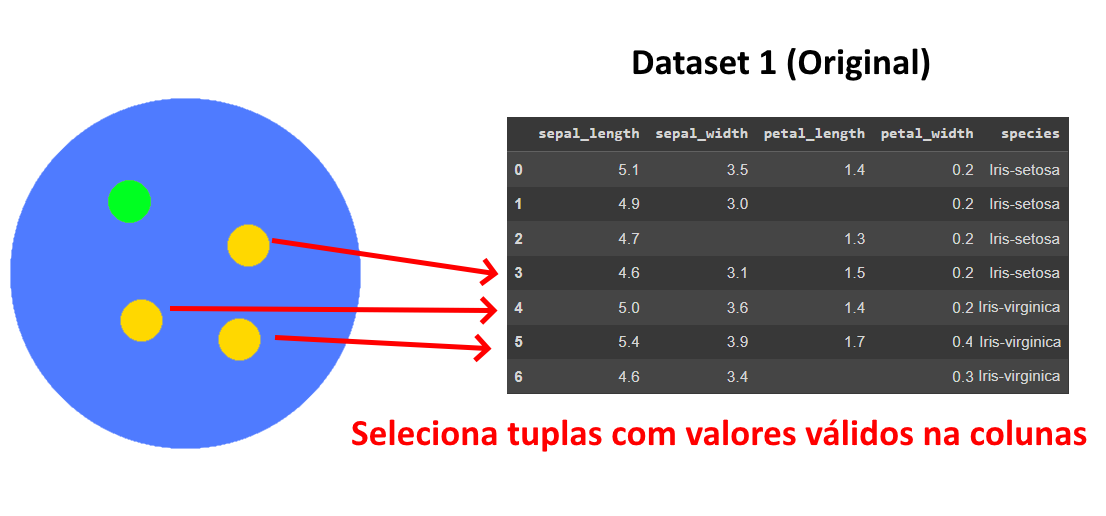 Dataset 1 (Original)
sepal_length sepal_width petal_length petal_width species
0 5.1 3.5 1.4 0.2 Iris-setosa
1 4.9 3.0 0.2 Iris-setosa
2 4.7 1.3 0.2 Iris-setosa
3 4.6 3.1 1.5 0.2 Iris-setosa
4 5.0 3.6 1.4 0.2 Iris-virginica
5 5.4 3.9 1.7 0.4 Iris-virginica
6 4.6 3.4 0.3 Iris-virginica
Seleciona tuplas com valores válidos na colunas